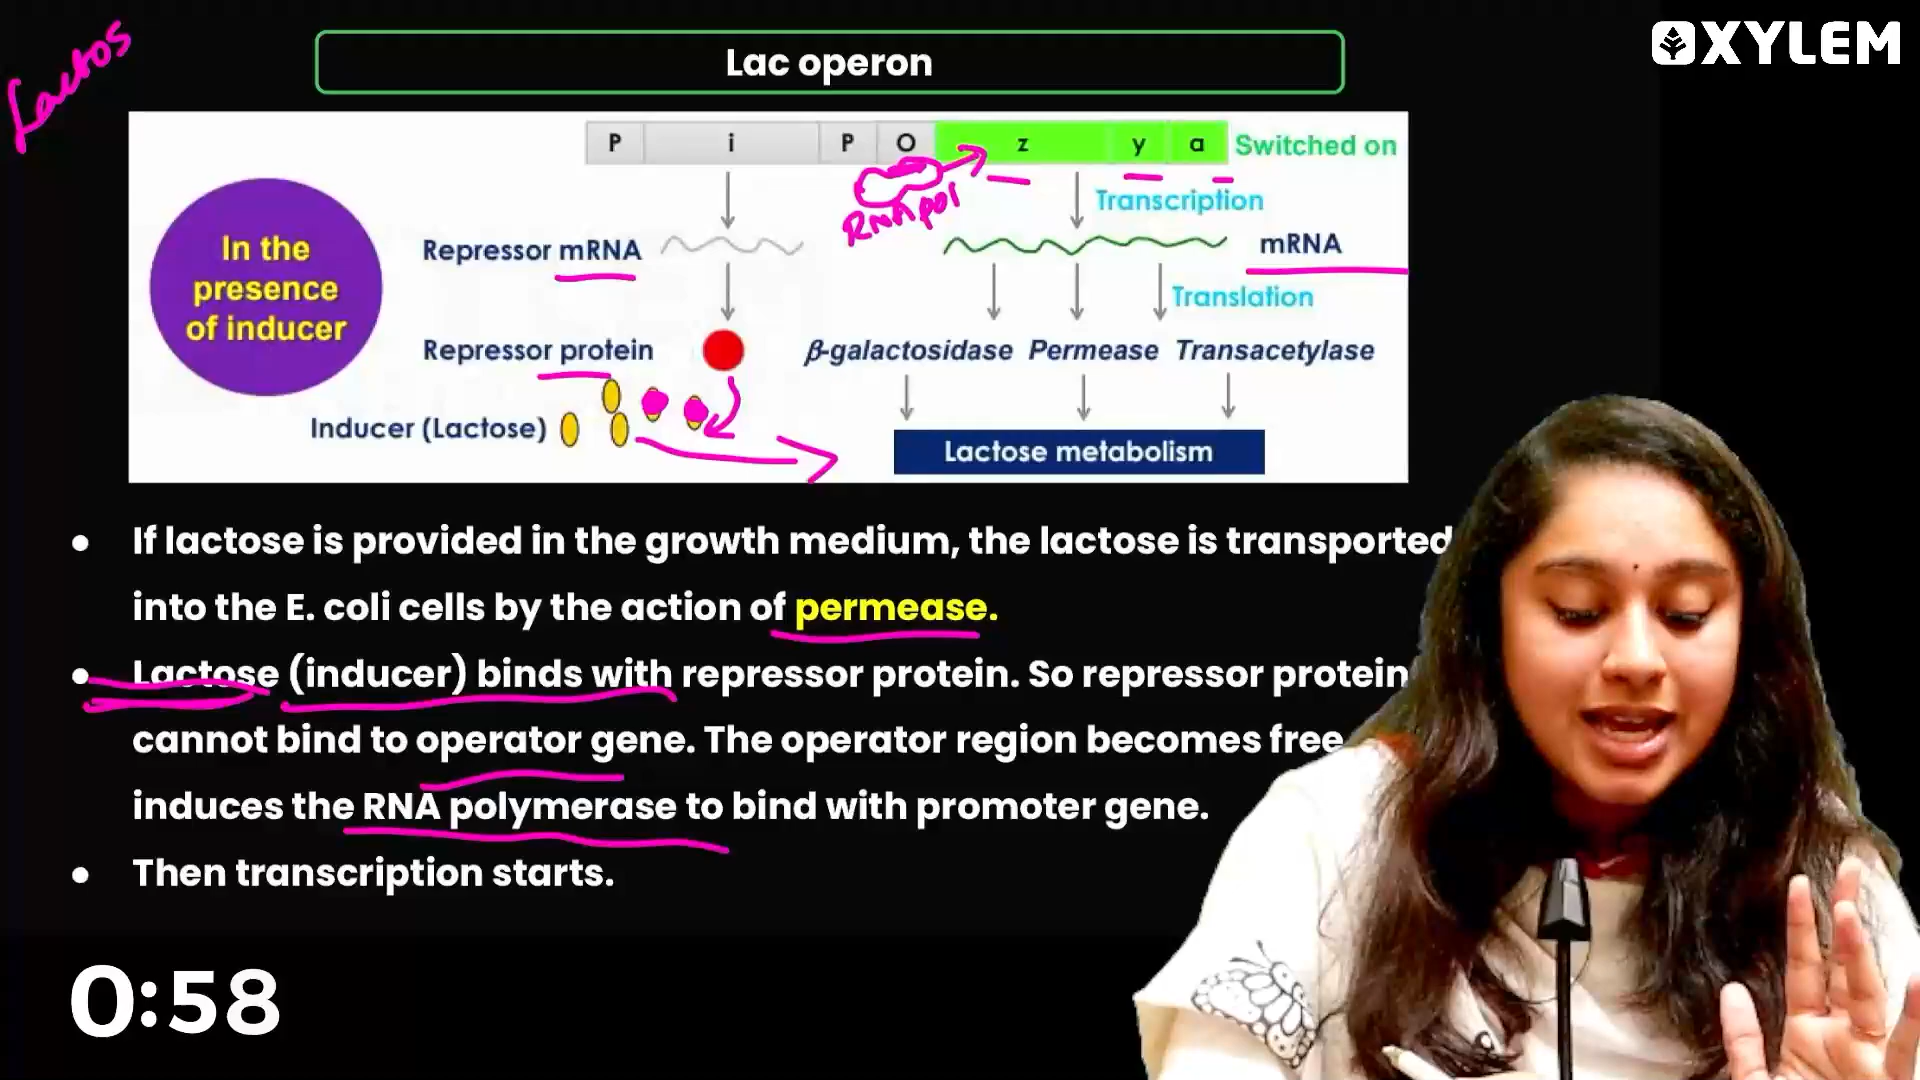 Lactos
Lac operon
XYLEM
P i P O z y a Switched on
RNA pol
Transcription
In the
presence
of inducer
Repressor mRNA
mRNA
Translation
Repressor protein
β-galactosidase Permease Transacetylase
Inducer (Lactose)
Lactose metabolism
• If lactose is provided in the growth medium, the lactose is transported
into the E. coli cells by the action of permease.
• Lactose (inducer) binds with repressor protein. So repressor protein
cannot bind to operator gene. The operator region becomes free
induces the RNA polymerase to bind with promoter gene.
• Then transcription starts.
0:58